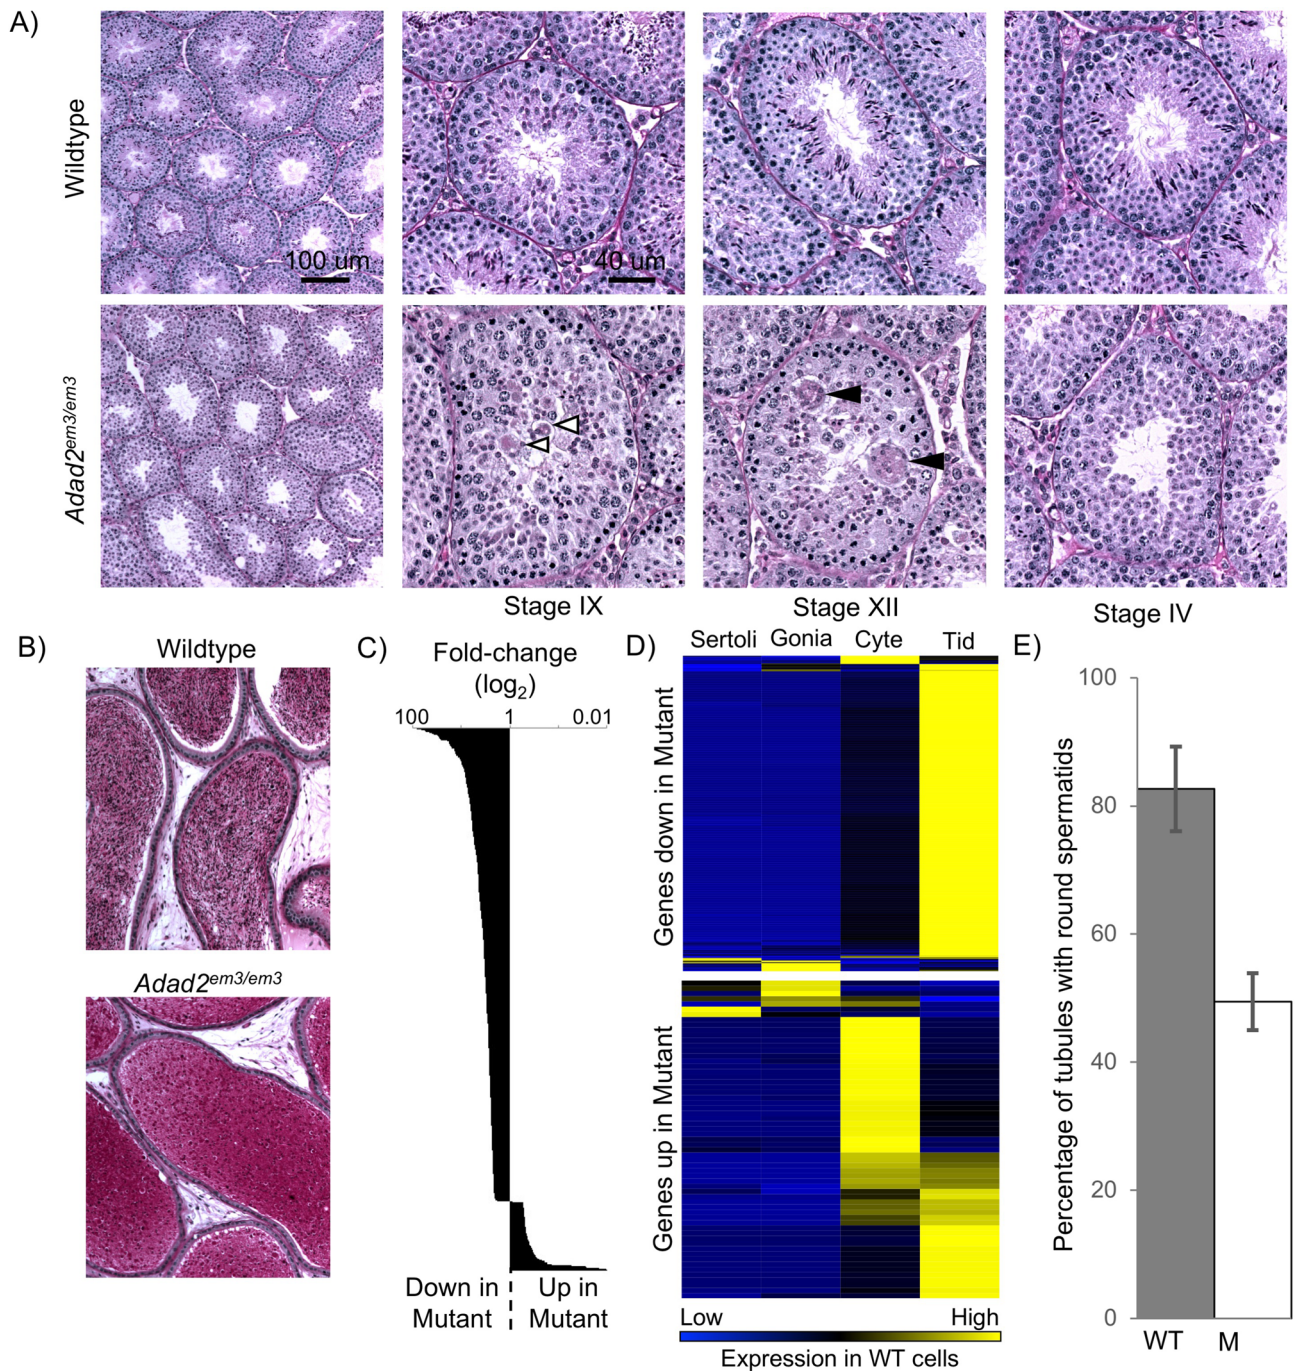 A)
Wildtype
100 um
40 um
Adad2em3/em3
Stage IX
Stage XII
Stage IV
B)
Wildtype
Adad2em3/em3
C)
Fold-change
(log2)
100
1
0.01
Down in
Mutant
Up in
Mutant
D)
Sertoli
Gonia
Cyte
Tid
Genes down in Mutant
Genes up in Mutant
Low
High
Expression in WT cells
E)
Percentage of tubules with round spermatids
100
80
60
40
20
0
WT
M